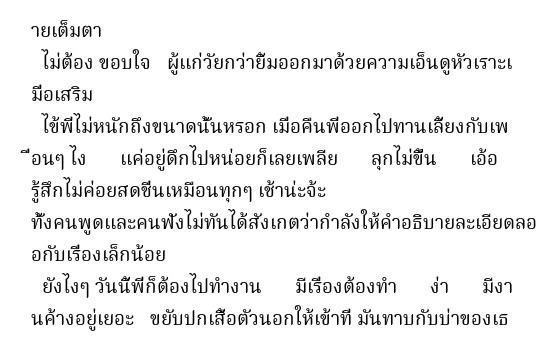 ายเต็มตา
ไม่ต้อง ขอบใจ ผู้แก่วัยกว่ายิ้มออกมาด้วยความเอ็นดูหัวเราะเ
มื่อเสริม
ไข้พี่ไม่หนักถึงขนาดนั้นหรอก เมื่อคืนพี่ออกไปทานเลี้ยงกับเพ
ื่อนๆ ไง แค่อยู่ดึกไปหน่อยก็เลยเพลีย ลุกไม่ขึ้น เอ้อ
รู้สึกไม่ค่อยสดชื่นเหมือนทุกๆ เช้าน่ะจ้ะ
ทั้งคนพูดและคนฟังไม่ทันได้สังเกตว่ากำลังให้คำอธิบายละเอียดลอ
อกับเรื่องเล็กน้อย
ยังไงๆ วันนี้พี่ก็ต้องไปทำงาน มีเรื่องต้องทำ ง่า มีงา
นค้างอยู่เยอะ ขยับปกเสื้อตัวนอกให้เข้าที่ มันทาบกับบ่าของเธ